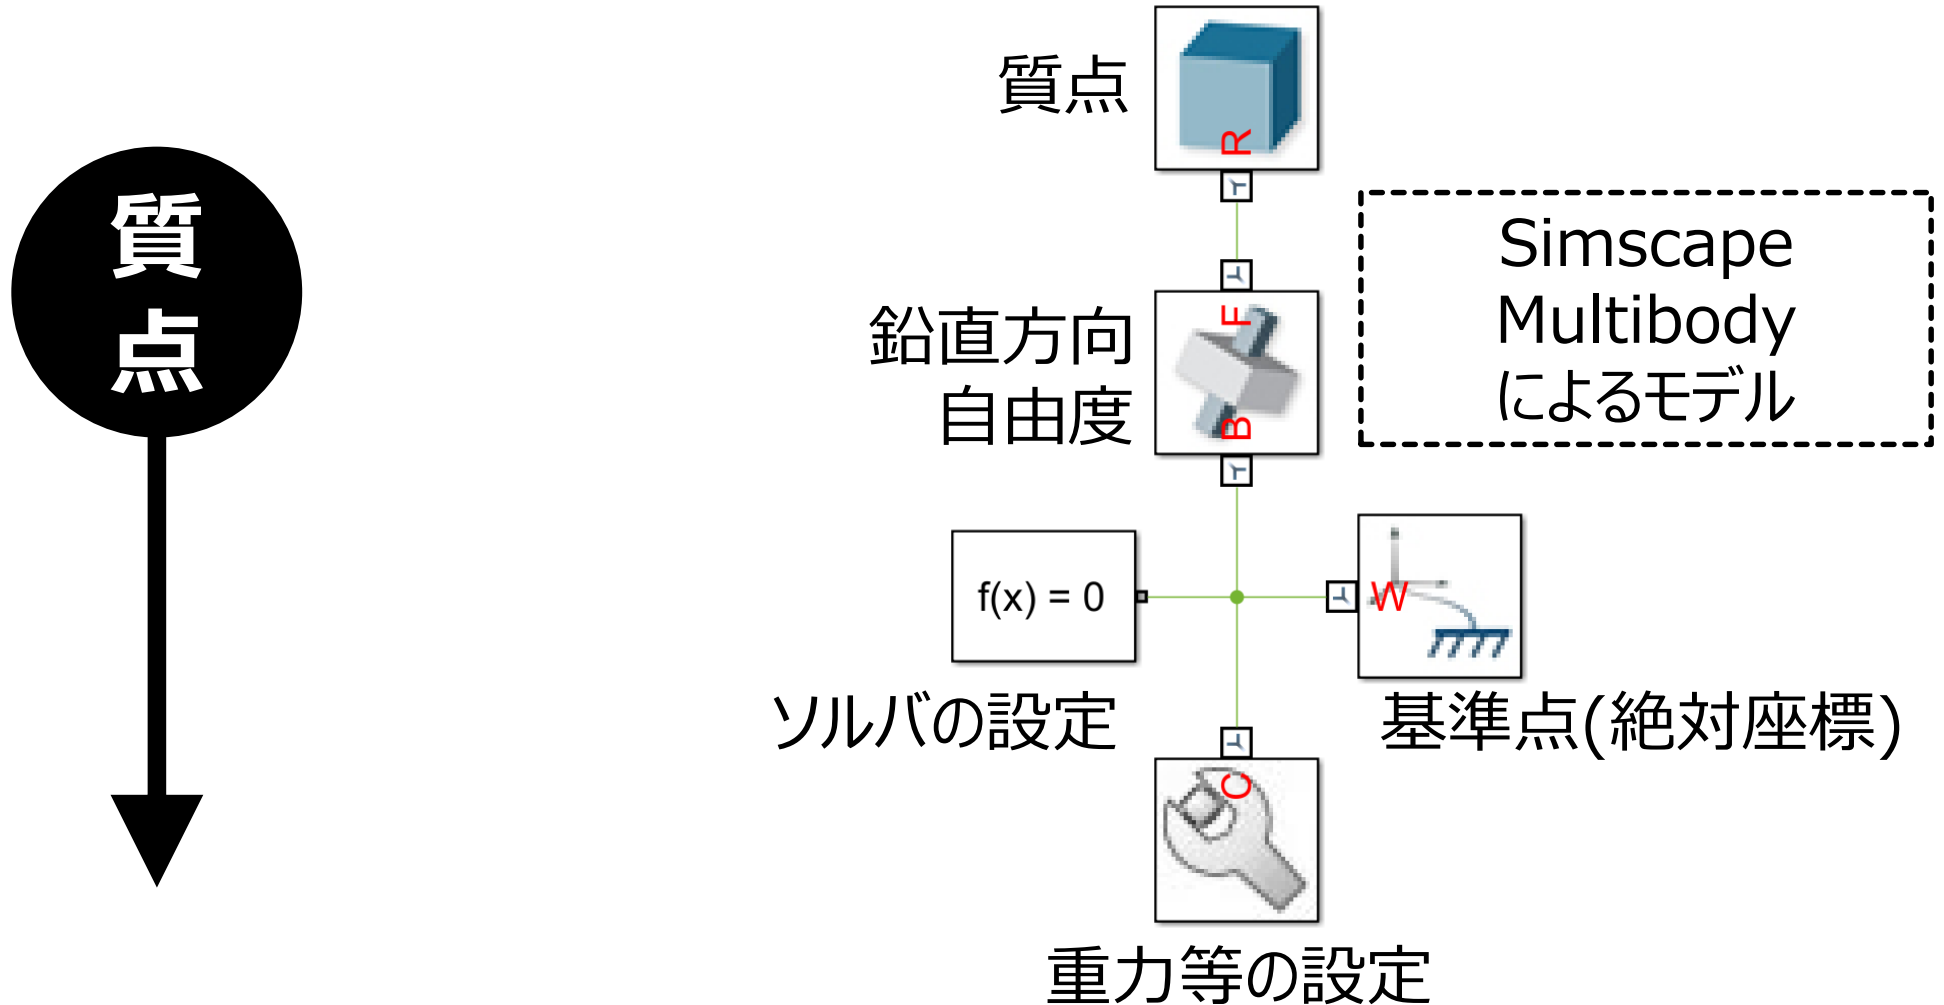 質
点
質点
R
F
鉛直方向
自由度
B
Simscape
Multibody
によるモデル
f(x) = 0
W
ソルバの設定
基準点(絶対座標)
C
重力等の設定